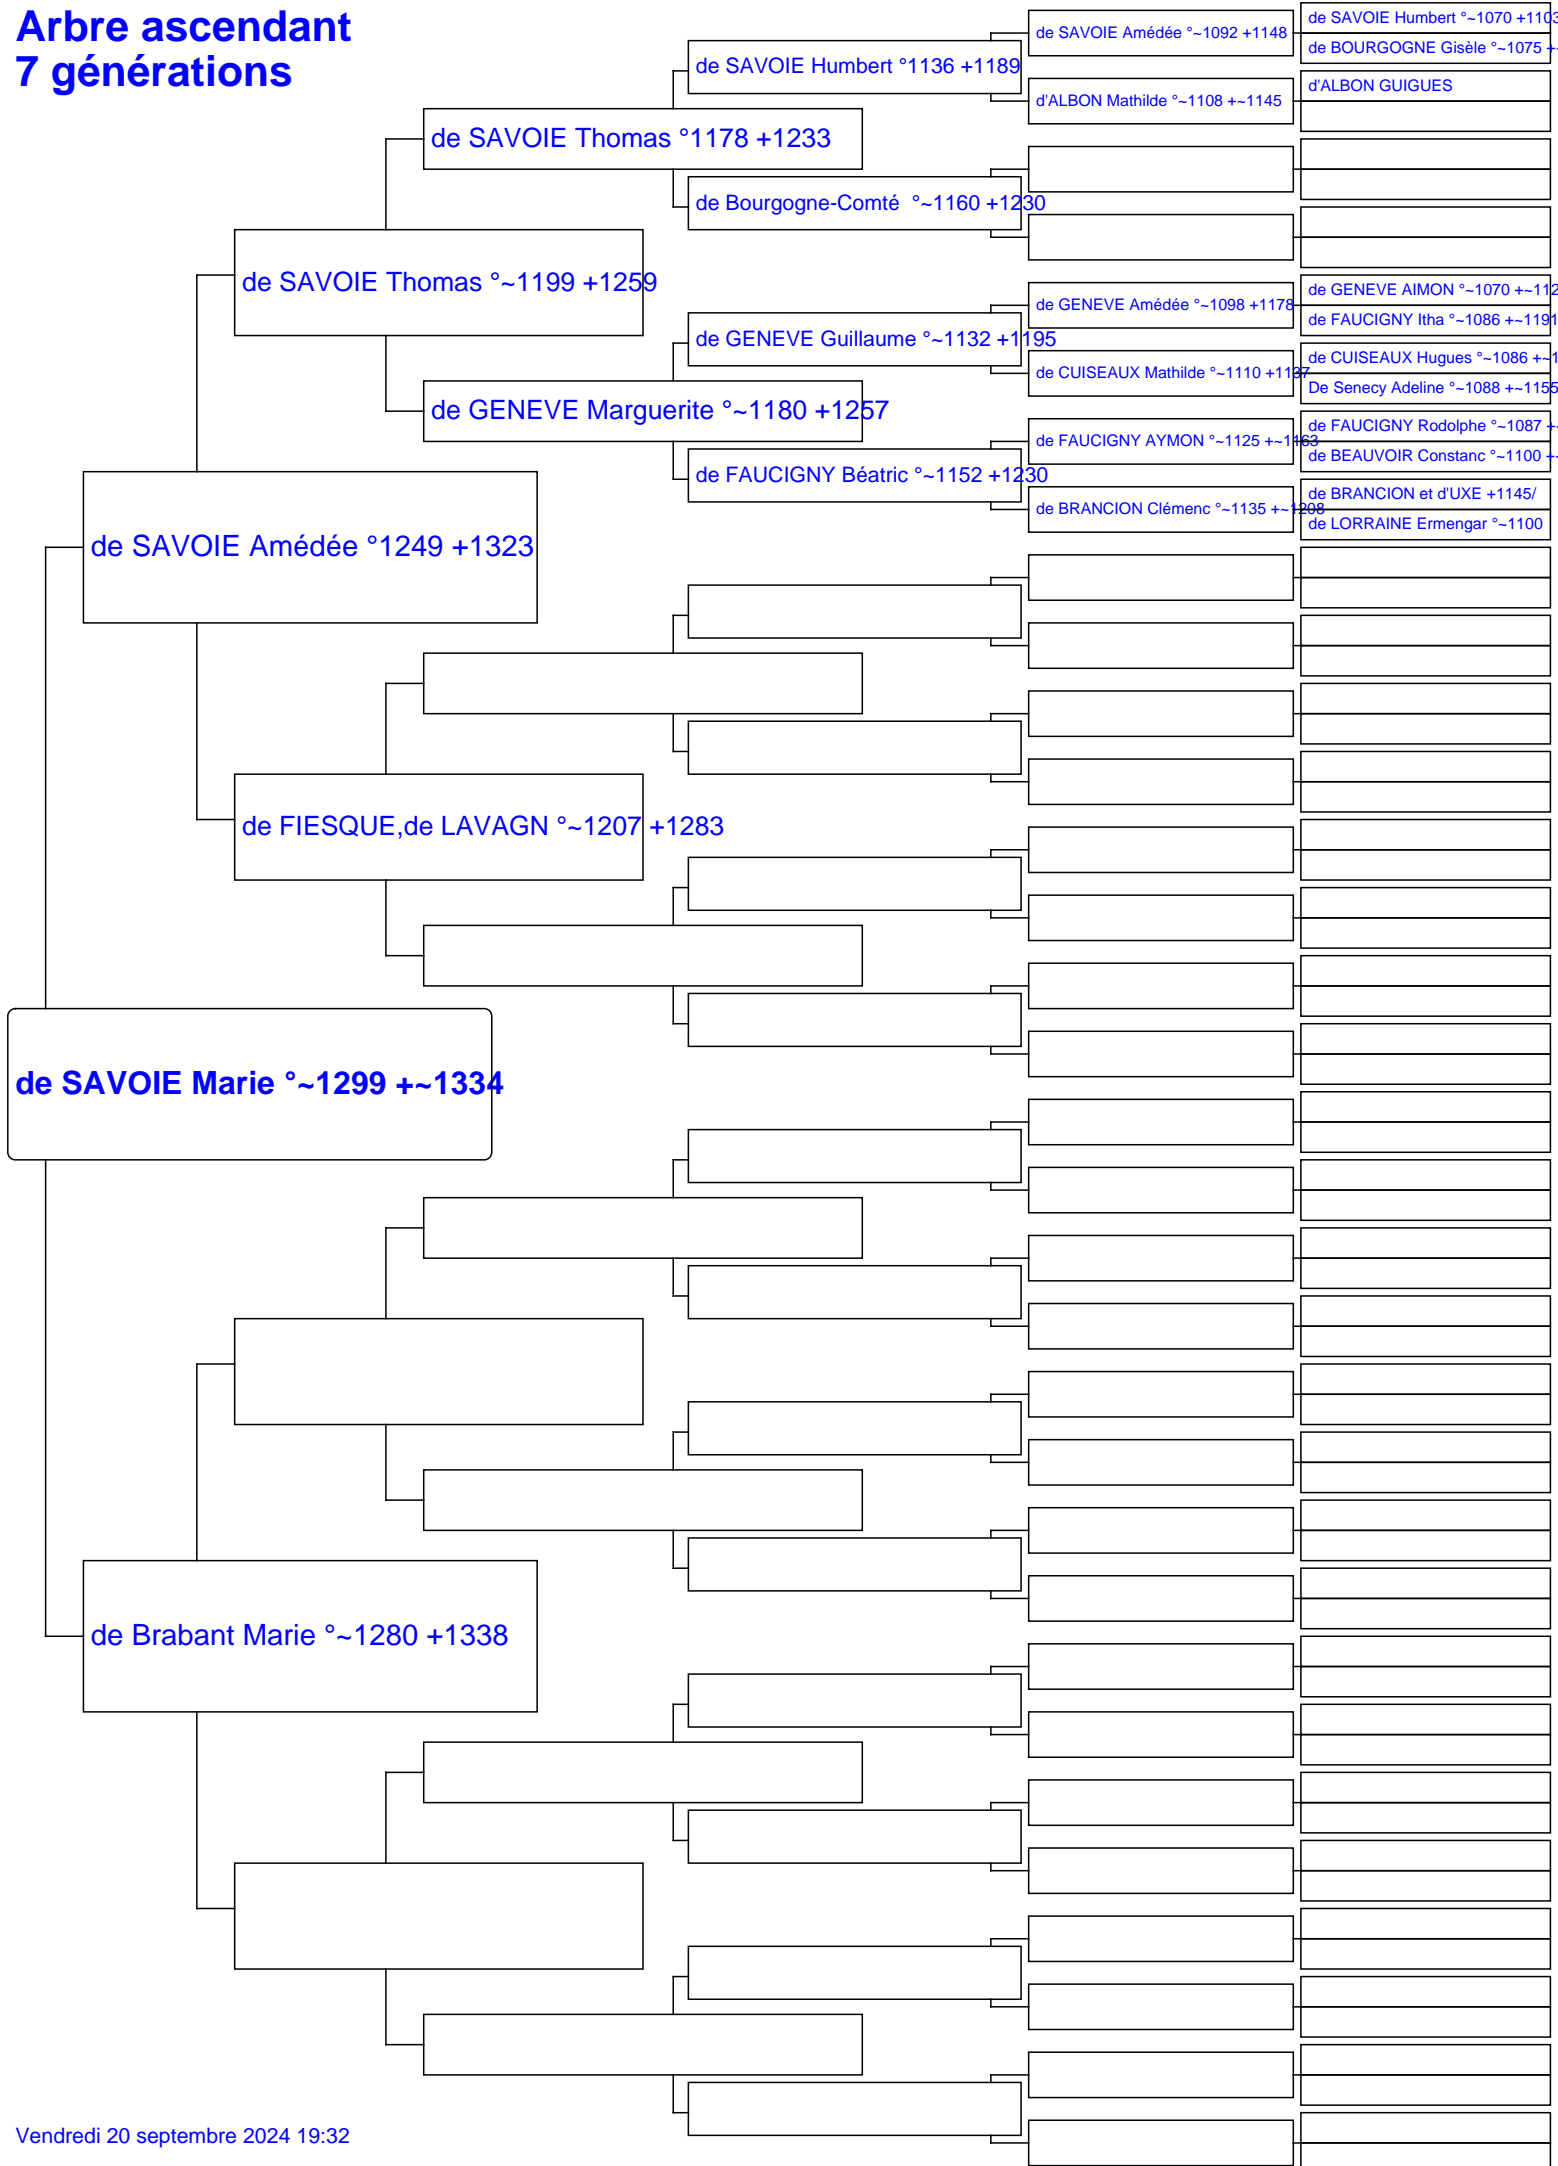 Arbre ascendant
7 générations
de SAVOIE Humbert °~1070 +1103
de SAVOIE Amédée °~1092 +1148
de BOURGOGNE Gisèle °~1075 +
de SAVOIE Humbert °1136 +1189
d'ALBON GUIGUES
d'ALBON Mathilde °~1108 +~1145
de SAVOIE Thomas °1178 +1233
de Bourgogne-Comté °~1160 +1230
de SAVOIE Thomas °~1199 +1259
de GENEVE AIMON °~1070 +~112
de GENEVE Amédée °~1098 +1178
de FAUCIGNY Itha °~1086 +~1191
de GENEVE Guillaume °~1132 +1195
de CUISEAUX Hugues °~1086 +~1
de CUISEAUX Mathilde °~1110 +1137
De Senecy Adeline °~1088 +~1155
de GENEVE Marguerite °~1180 +1257
de FAUCIGNY Rodolphe °~1087 +
de FAUCIGNY AYMON °~1125 +~1163
de BEAUVOIR Constanc °~1100 +
de FAUCIGNY Béatric °~1152 +1230
de BRANCION et d'UXE +1145/
de BRANCION Clémenc °~1135 +~1208
de LORRAINE Ermengar °~1100
de SAVOIE Amédée °1249 +1323
de FIESQUE,de LAVAGN °~1207 +1283
de SAVOIE Marie °~1299 +~1334
de Brabant Marie °~1280 +1338
Vendredi 20 septembre 2024 19:32